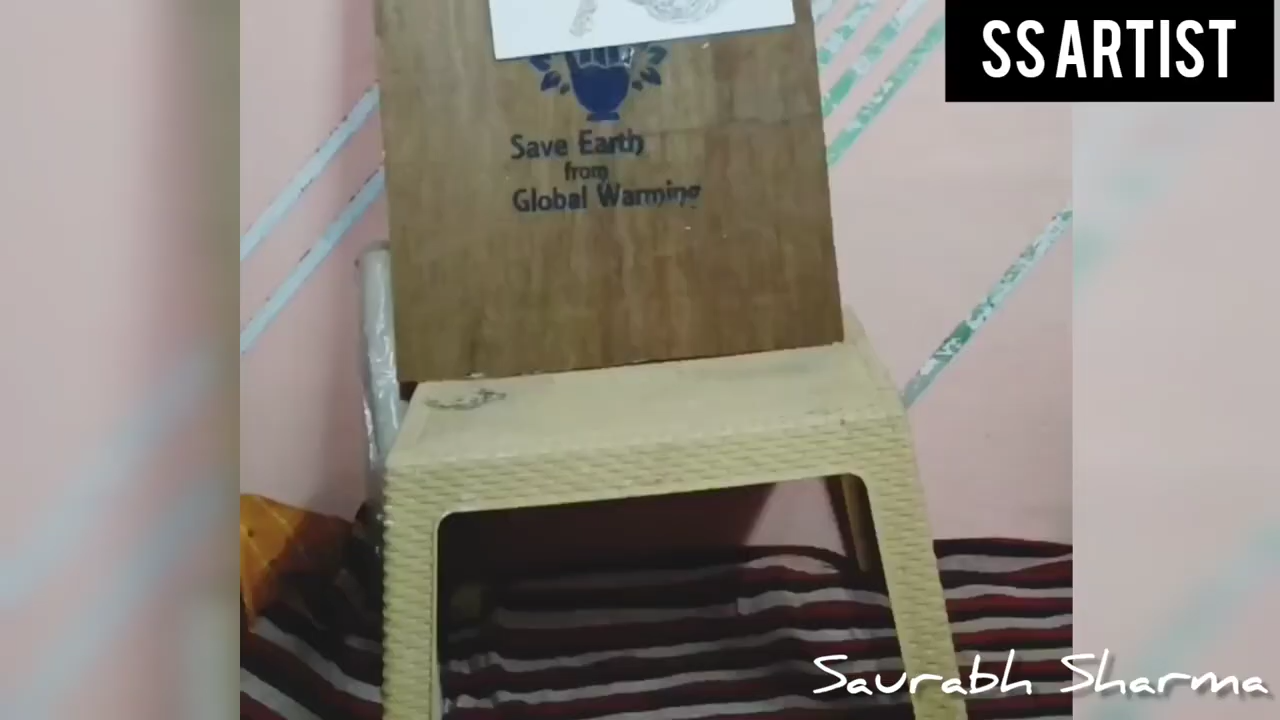 SS ARTIST
Save Earth
from
Global Warming
Saurabh Sharma